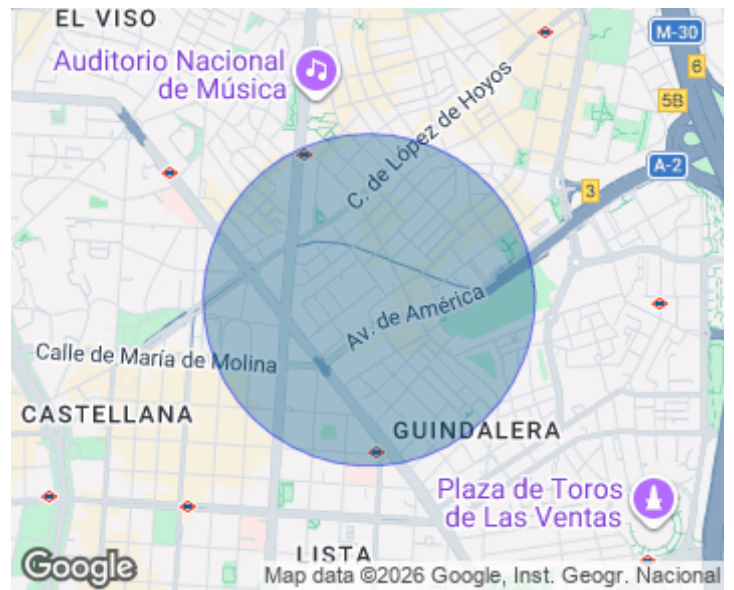 EL VISO
M-30
Auditorio Nacional
de Música
6
5B
C. de López de Hoyos
A-2
3
Av. de América
Calle de María de Molina
CASTELLANA
GUINDALERA
Plaza de Toros
de Las Ventas
LISTA
Google
Map data ©2026 Google, Inst. Geogr. Nacional